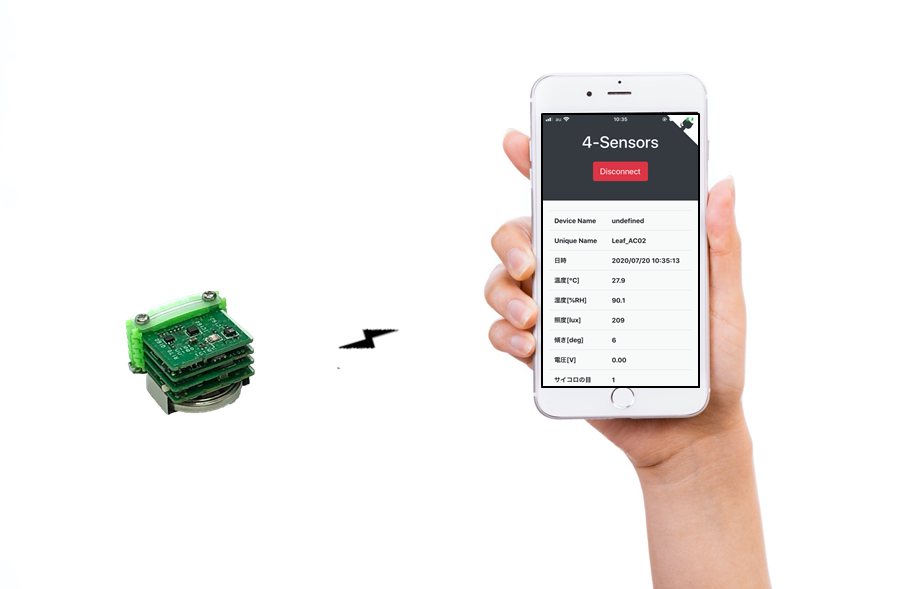 au 10:35
4-Sensors
Disconnect
Device Name undefined
Unique Name Leaf_AC02
日時 2020/07/20 10:35:13
温度[℃] 27.9
湿度[%RH] 90.1
照度[lux] 209
傾き[deg] 6
電圧[V] 0.00
サイコロの目 1